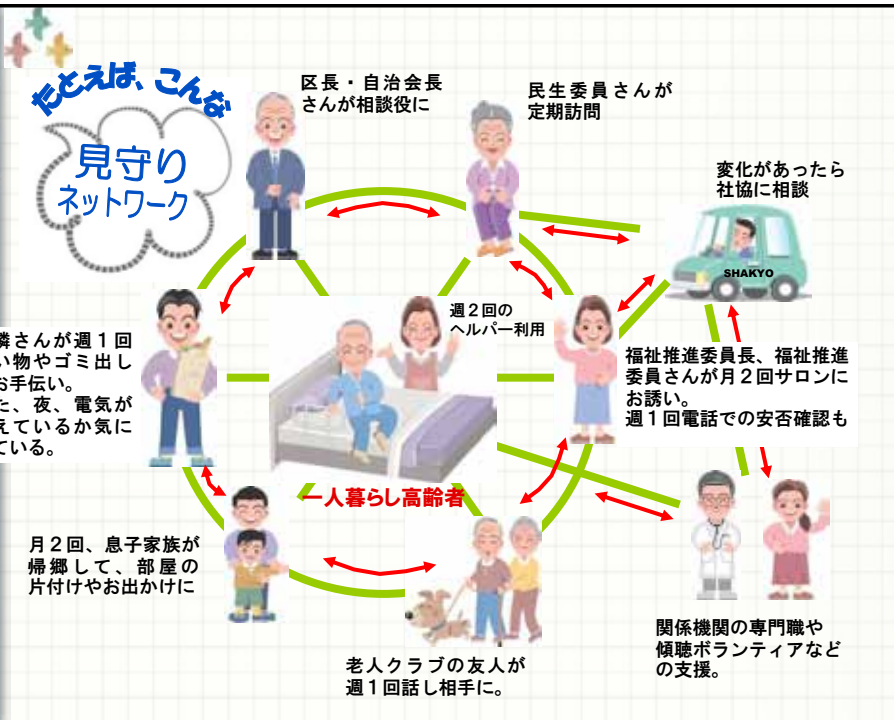 たとえば、こんな
見守り
ネットワーク
区長・自治会長
さんが相談役に
民生委員さんが
定期訪問
変化があったら
社協に相談
SHAKYO
週２回の
ヘルパー利用
隣さんが週１回
い物やゴミ出し
お手伝い。
た、夜、電気が
えているか気に
ている。
福祉推進委員長、福祉推進
委員さんが月２回サロンに
お誘い。
週１回電話での安否確認も
一人暮らし高齢者
月２回、息子家族が
帰郷して、部屋の
片付けやお出かけに
老人クラブの友人が
週１回話し相手に。
関係機関の専門職や
傾聴ボランティアなど
の支援。